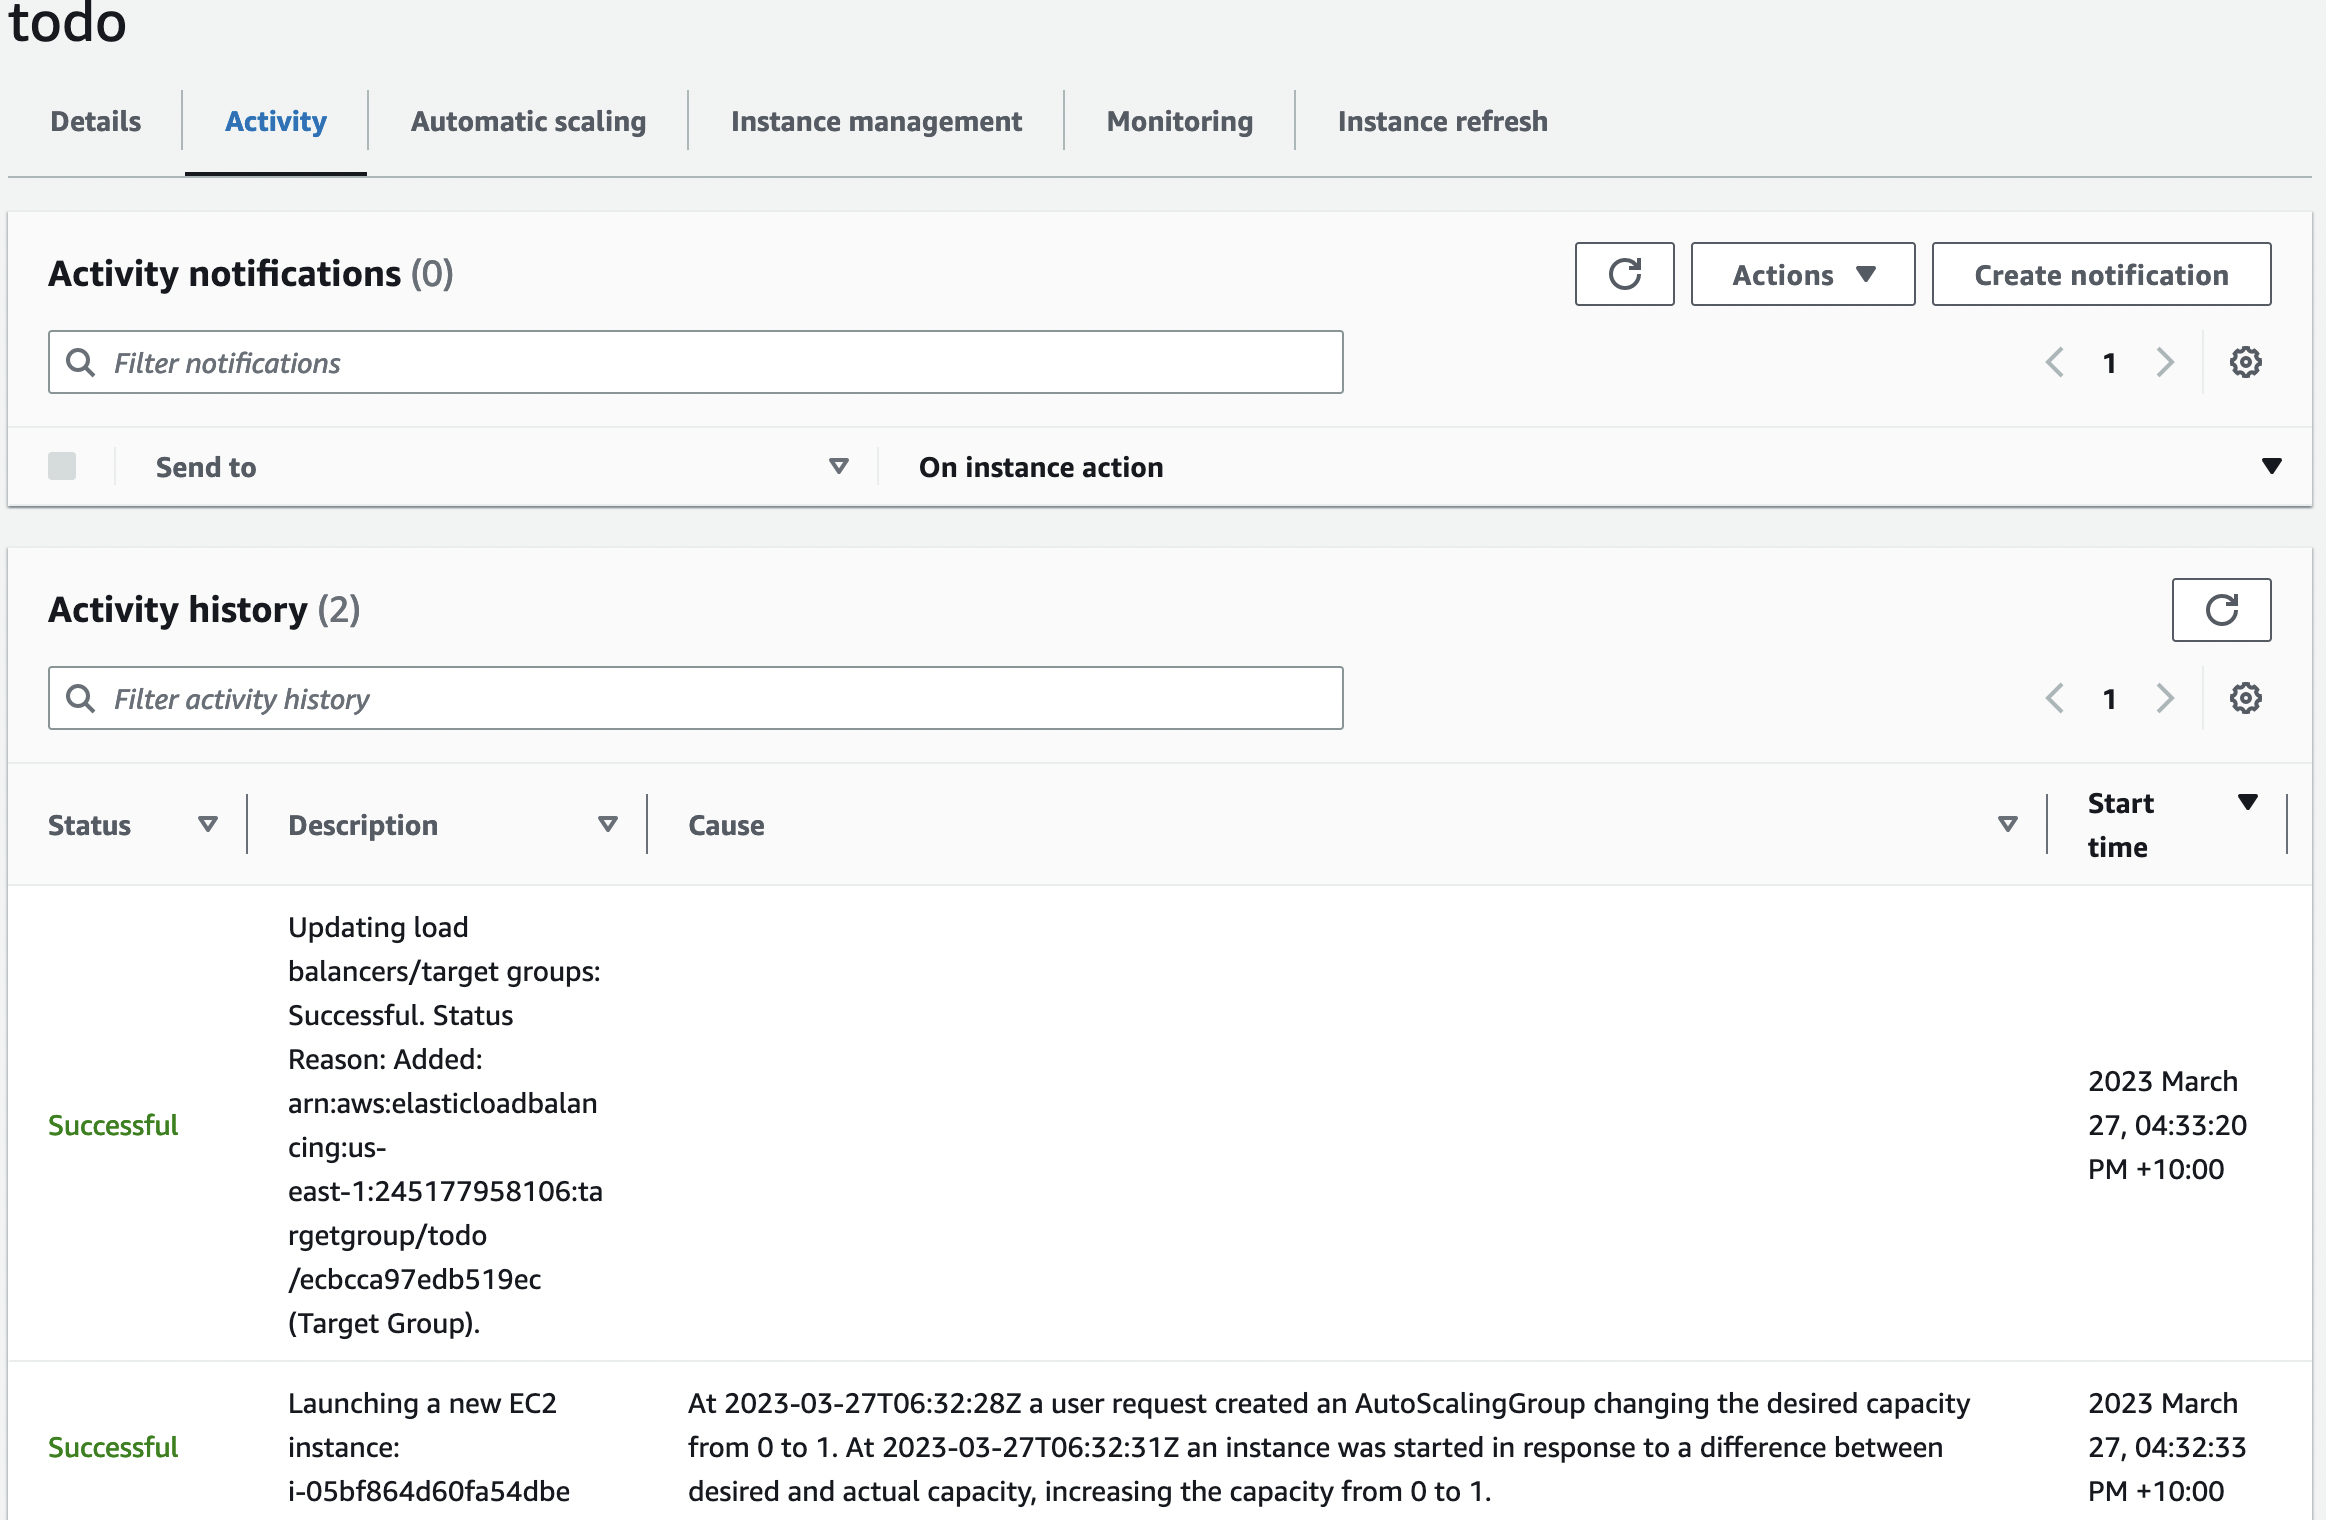 todo
Details
Activity
Automatic scaling
Instance management
Monitoring
Instance refresh
Activity notifications (0)
Actions
Create notification
Filter notifications
1
Send to
On instance action
Activity history (2)
Filter activity history
1
Status
Description
Cause
Start
time
Successful
Updating load
balancers/target groups:
Successful. Status
Reason: Added:
arn:aws:elasticloadbalan
cing:us-
east-1:245177958106:ta
rgetgroup/todo
/ecbcca97edb519ec
(Target Group).
2023 March
27, 04:33:20
PM +10:00
Successful
Launching a new EC2
instance:
i-05bf864d60fa54dbe
At 2023-03-27T06:32:28Z a user request created an AutoScalingGroup changing the desired capacity
from 0 to 1. At 2023-03-27T06:32:31Z an instance was started in response to a difference between
desired and actual capacity, increasing the capacity from 0 to 1.
2023 March
27, 04:32:33
PM +10:00